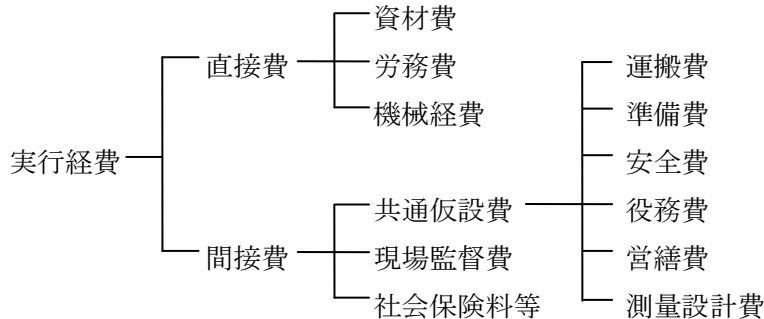 実行経費
直接費
資材費
労務費
機械経費
間接費
共通仮設費
運搬費
準備費
安全費
役務費
営繕費
測量設計費
現場監督費
社会保険料等